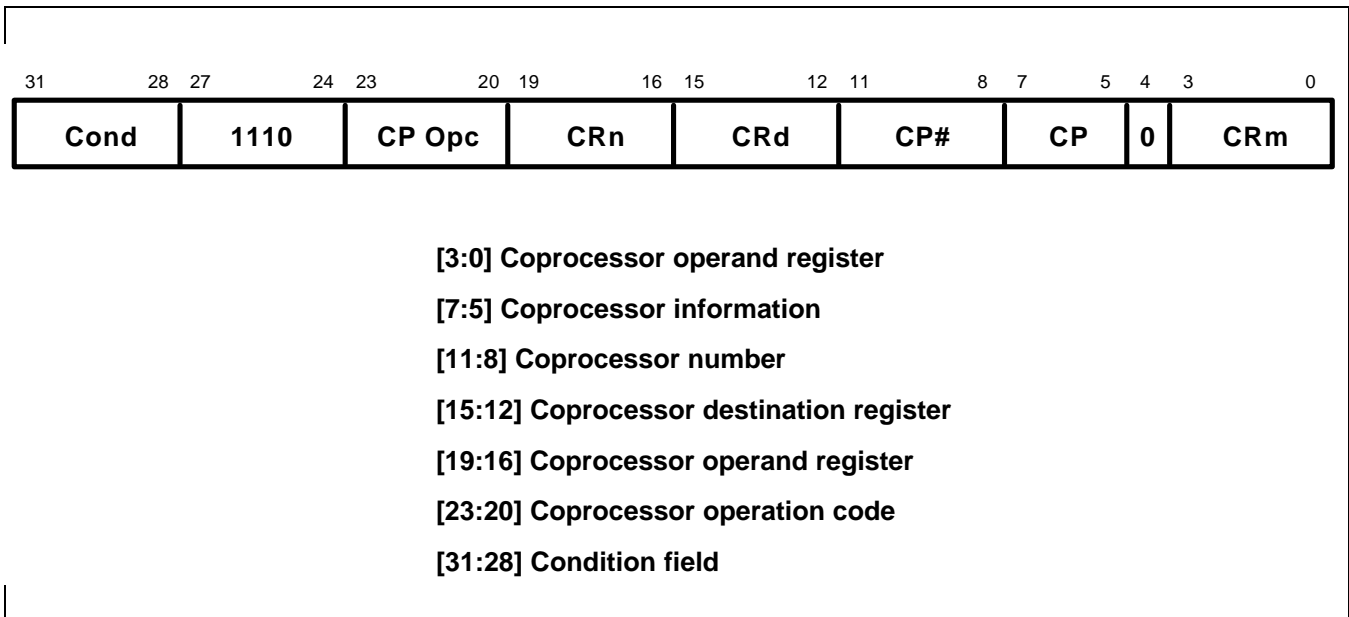 31 28 27 24 23 20 19 16 15 12 11 8 7 5 4 3 0
Cond 1110 CP Opc CRn CRd CP# CP 0 CRm
[3:0] Coprocessor operand register
[7:5] Coprocessor information
[11:8] Coprocessor number
[15:12] Coprocessor destination register
[19:16] Coprocessor operand register
[23:20] Coprocessor operation code
[31:28] Condition field